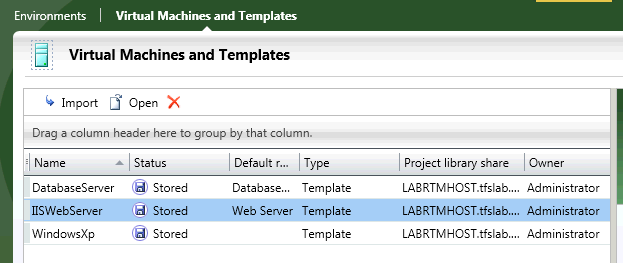 Environments Virtual Machines and Templates
Virtual Machines and Templates
Import Open
Drag a column header here to group by that column.
Name Status Default r... Type Project library share Owner
DatabaseServer Stored Database... Template LABRTMHOST.tfslab.... Administrator
IISWebServer Stored Web Server Template LABRTMHOST.tfslab.... Administrator
WindowsXp Stored Template LABRTMHOST.tfslab.... Administrator